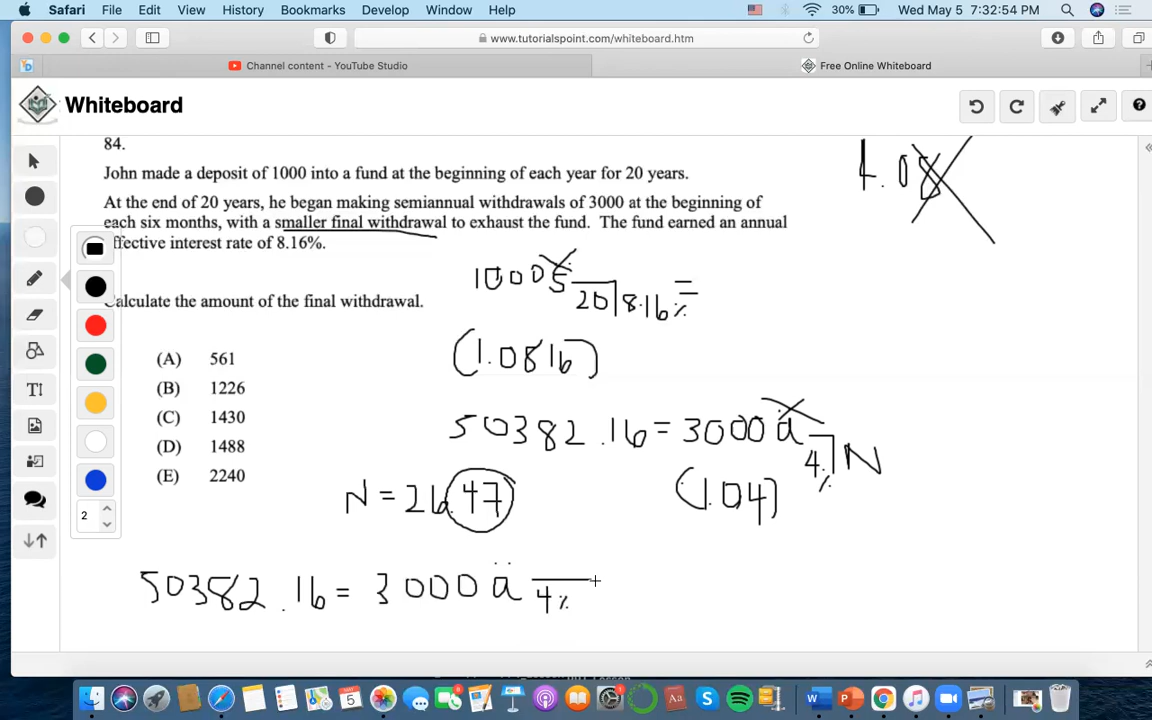 Safari File Edit View History Bookmarks Develop Window Help 30% Wed May 5 7:32:54 PM
www.tutorialspoint.com/whiteboard.htm
Channel content - YouTube Studio Free Online Whiteboard
Whiteboard
84.
John made a deposit of 1000 into a fund at the beginning of each year for 20 years.
At the end of 20 years, he began making semiannual withdrawals of 3000 at the beginning of
each six months, with a smaller final withdrawal to exhaust the fund. The fund earned an annual
effective interest rate of 8.16%.
1.08
1000 s̈ 20 8.16% =
Calculate the amount of the final withdrawal.
(1.0816)
(A) 561
(B) 1226
(C) 1430
(D) 1488
(E) 2240
50382.16 = 3000 ä 4% N
(1.04)
N = 26.47
2
50382.16 = 3000 ä 4%